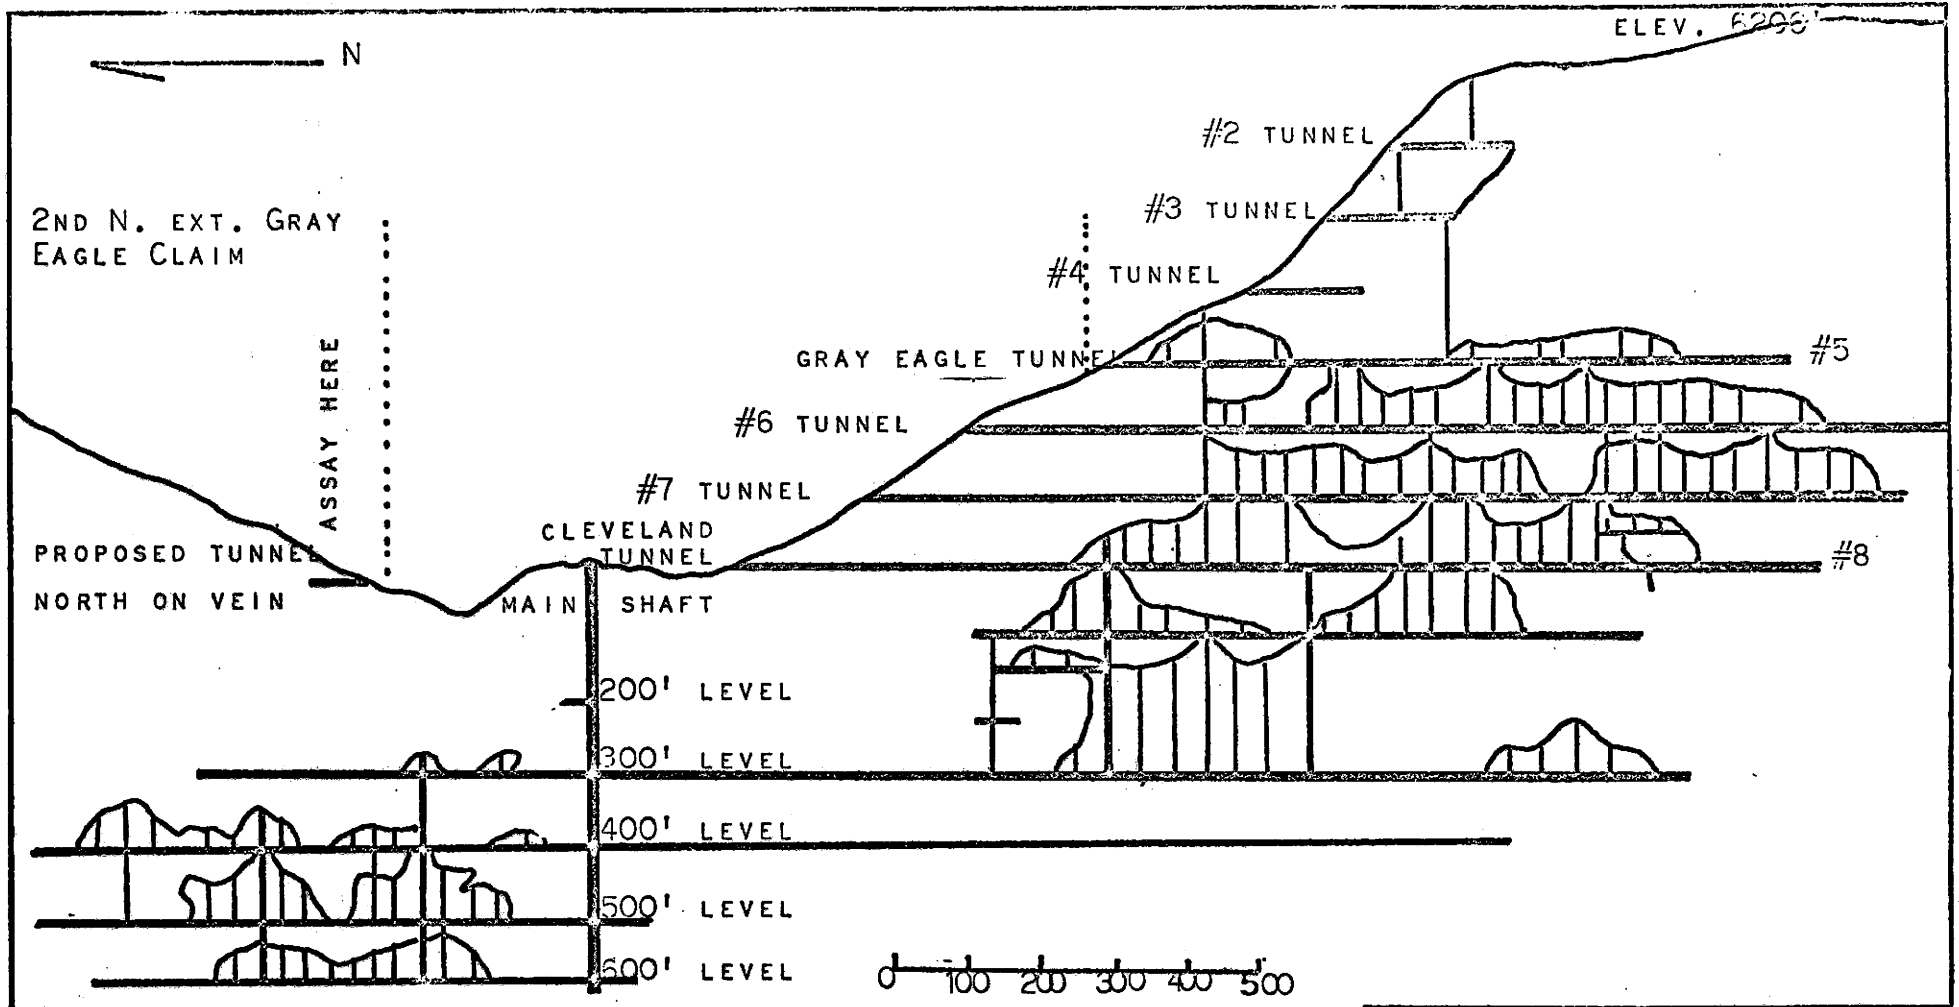 ELEV. 6200'
N
#2 TUNNEL
2ND N. EXT. GRAY
EAGLE CLAIM
#3 TUNNEL
#4 TUNNEL
GRAY EAGLE TUNNEL
#5
ASSAY HERE
#6 TUNNEL
#7 TUNNEL
CLEVELAND
TUNNEL
PROPOSED TUNNEL
#8
NORTH ON VEIN
MAIN SHAFT
200' LEVEL
300' LEVEL
400' LEVEL
500' LEVEL
600' LEVEL
0 100 200 300 400 500